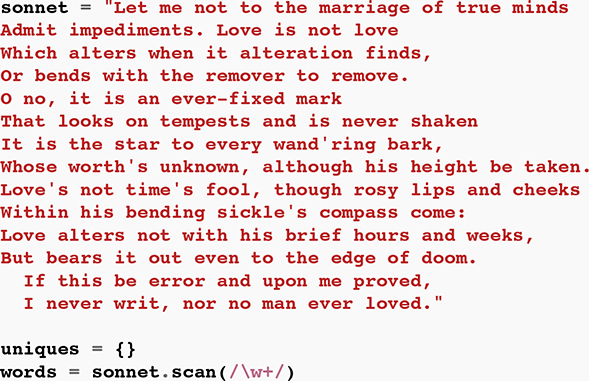 sonnet = "Let me not to the marriage of true minds
Admit impediments. Love is not love
Which alters when it alteration finds,
Or bends with the remover to remove.
O no, it is an ever-fixed mark
That looks on tempests and is never shaken
It is the star to every wand'ring bark,
Whose worth's unknown, although his height be taken.
Love's not time's fool, though rosy lips and cheeks
Within his bending sickle's compass come:
Love alters not with his brief hours and weeks,
But bears it out even to the edge of doom.
  If this be error and upon me proved,
  I never writ, nor no man ever loved."

uniques = {}
words = sonnet.scan(/\w+/)